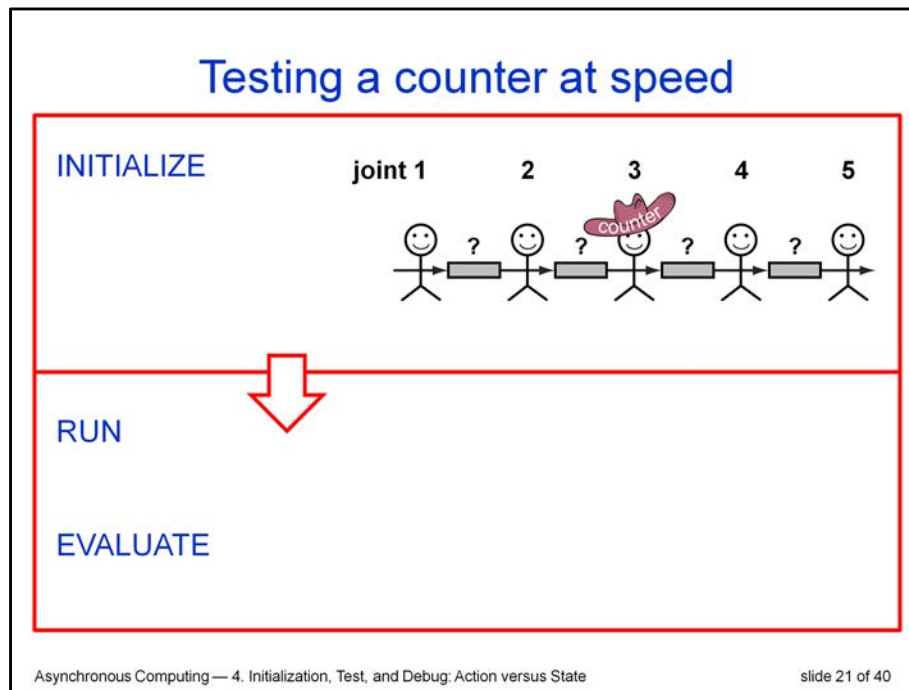 Testing a counter at speed
INITIALIZE
joint 1 2 3 4 5
counter
? ? ? ?
RUN
EVALUATE
Asynchronous Computing — 4. Initialization, Test, and Debug: Action versus State slide 21 of 40